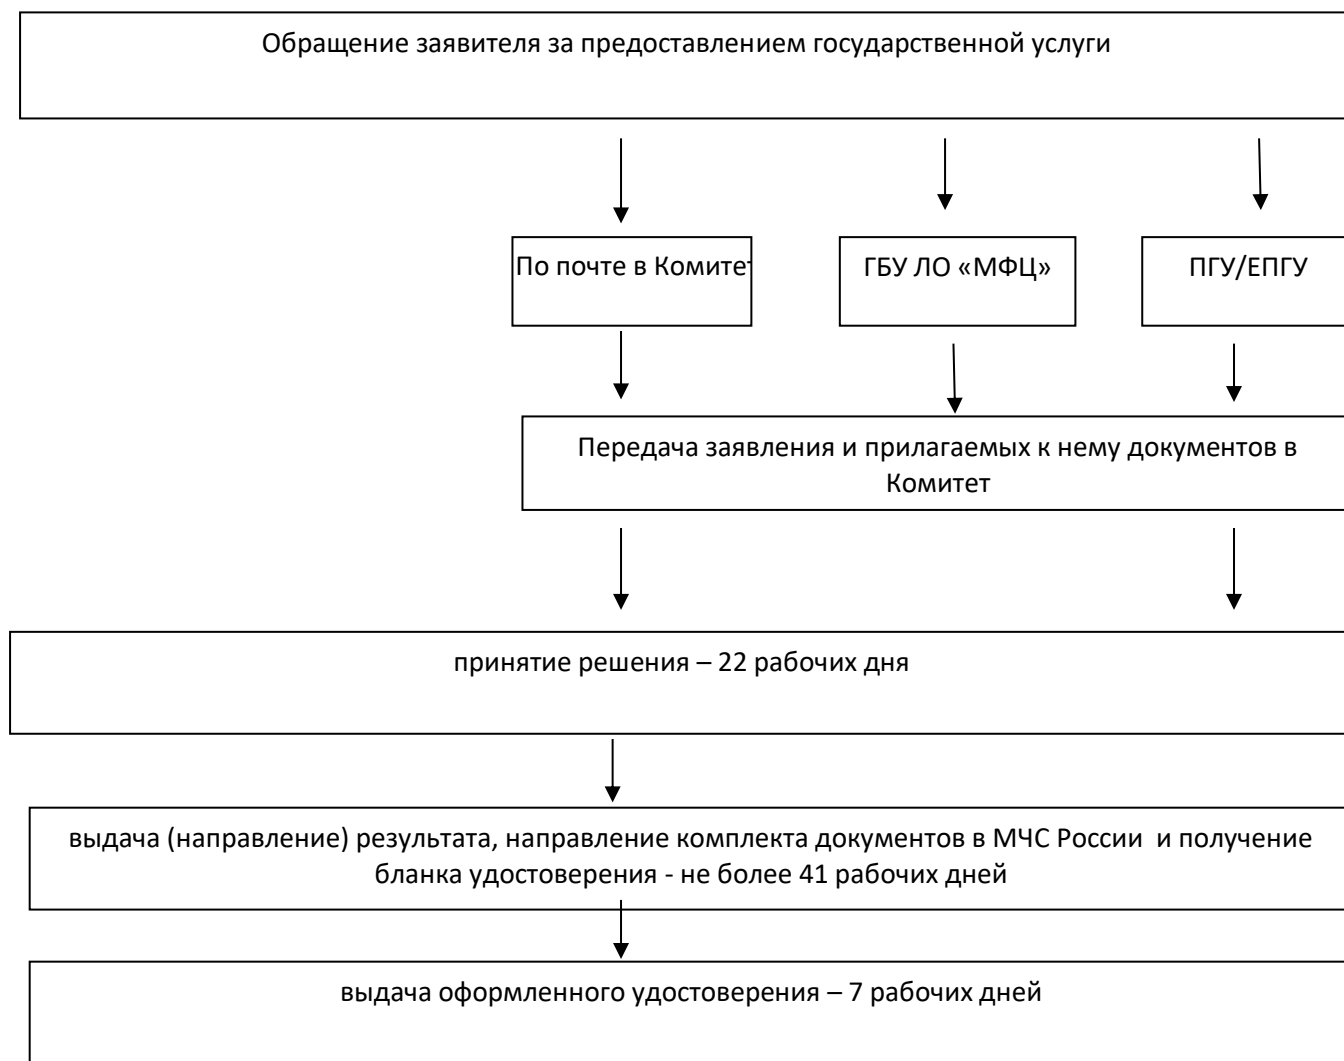 Обращение заявителя за предоставлением государственной услуги
По почте в Комитет
ГБУ ЛО «МФЦ»
ПГУ/ЕПГУ
Передача заявления и прилагаемых к нему документов в
Комитет
принятие решения – 22 рабочих дня
выдача (направление) результата, направление комплекта документов в МЧС России и получение
бланка удостоверения - не более 41 рабочих дней
выдача оформленного удостоверения – 7 рабочих дней